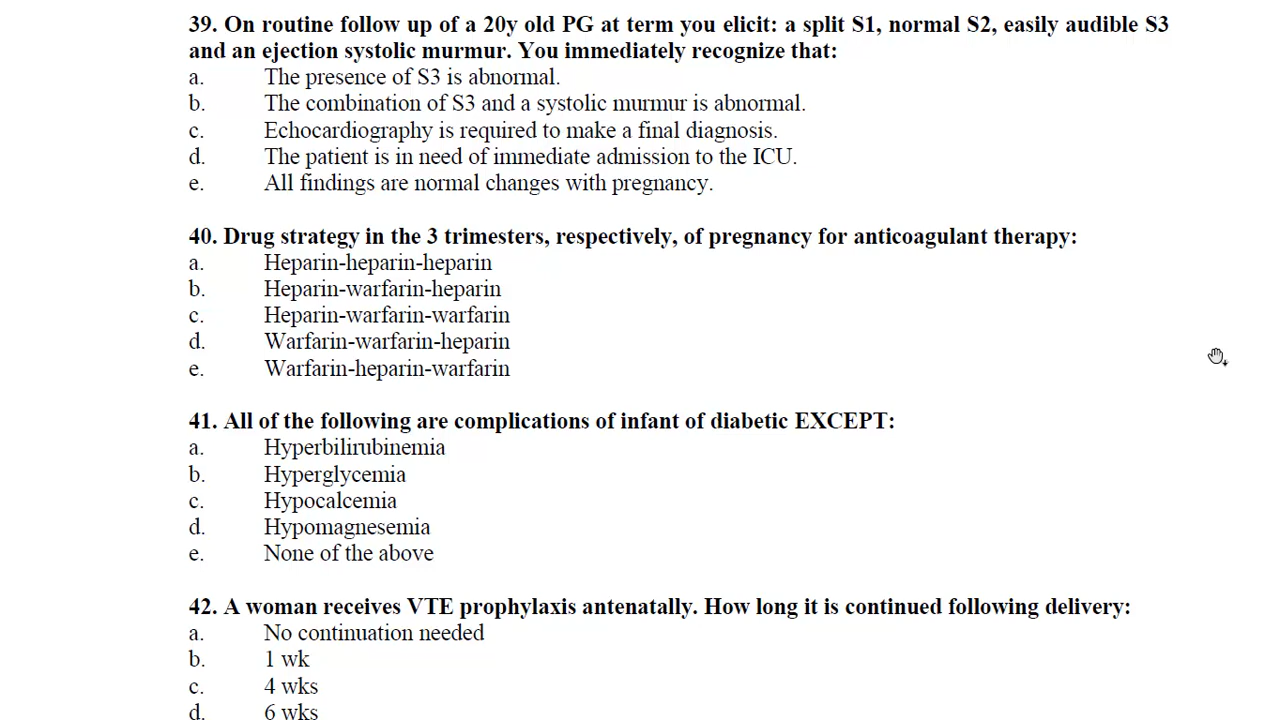 39. On routine follow up of a 20y old PG at term you elicit: a split S1, normal S2, easily audible S3
and an ejection systolic murmur. You immediately recognize that:
a. The presence of S3 is abnormal.
b. The combination of S3 and a systolic murmur is abnormal.
c. Echocardiography is required to make a final diagnosis.
d. The patient is in need of immediate admission to the ICU.
e. All findings are normal changes with pregnancy.
40. Drug strategy in the 3 trimesters, respectively, of pregnancy for anticoagulant therapy:
a. Heparin-heparin-heparin
b. Heparin-warfarin-heparin
c. Heparin-warfarin-warfarin
d. Warfarin-warfarin-heparin
e. Warfarin-heparin-warfarin
41. All of the following are complications of infant of diabetic EXCEPT:
a. Hyperbilirubinemia
b. Hyperglycemia
c. Hypocalcemia
d. Hypomagnesemia
e. None of the above
42. A woman receives VTE prophylaxis antenatally. How long it is continued following delivery:
a. No continuation needed
b. 1 wk
c. 4 wks
d. 6 wks